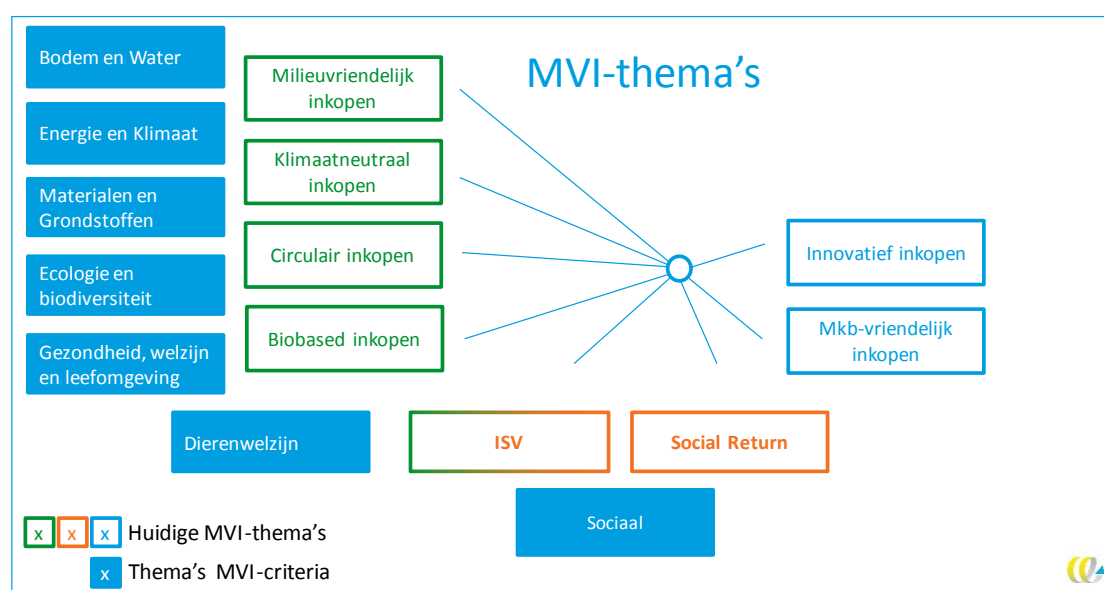 MVI-thema's
Bodem en Water
Energie en Klimaat
Materialen en
Grondstoffen
Ecologie en
biodiversiteit
Gezondheid, welzijn
en leefomgeving
Milieuvriendelijk
inkopen
Klimaatneutraal
inkopen
Circulair inkopen
Biobased inkopen
Innovatief inkopen
Mkb-vriendelijk
inkopen
Dierenwelzijn
ISV
Social Return
Sociaal
x x x Huidige MVI-thema's
x Thema's MVI-criteria